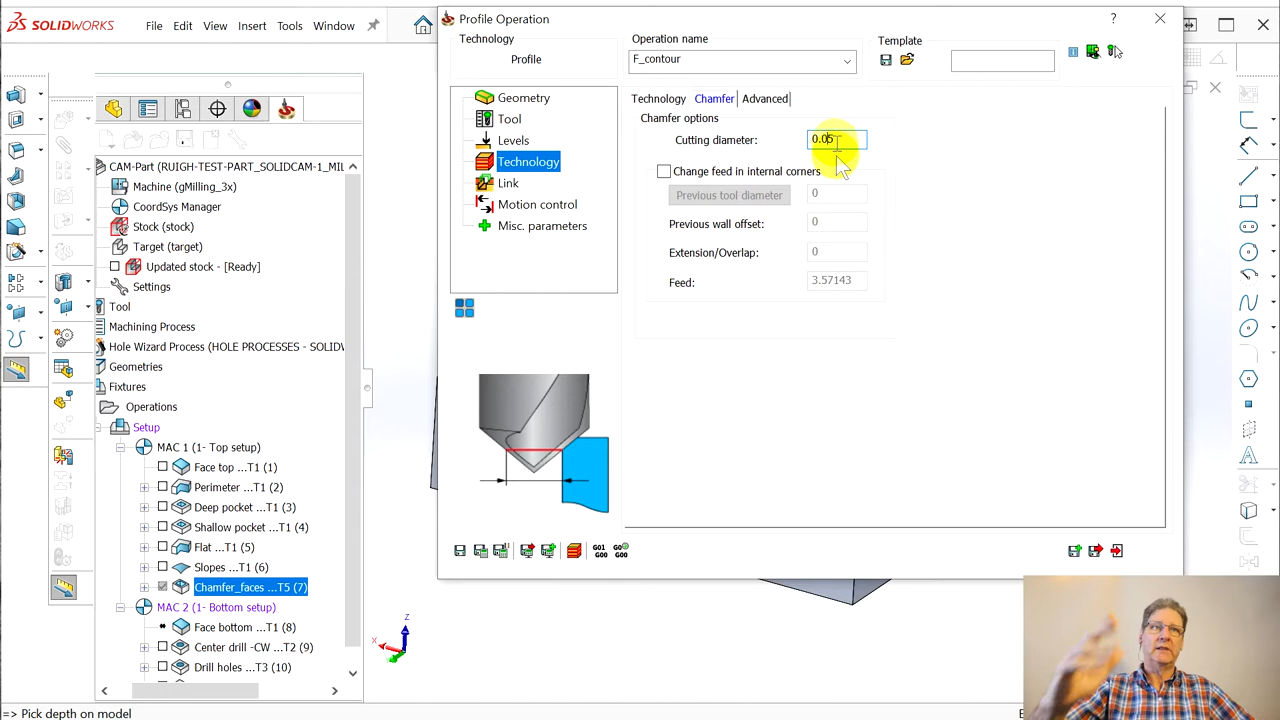 SOLIDWORKS
File Edit View Insert Tools Window
Profile Operation
?
Technology
Profile
Operation name
F_contour
Template
Geometry
Tool
Levels
Technology
Link
Motion control
Misc. parameters
Technology Chamfer Advanced
Chamfer options
Cutting diameter: 0.05
Change feed in internal corners
Previous tool diameter 0
Previous wall offset: 0
Extension/Overlap: 0
Feed: 3.57143
G01 G00
CAM-Part (RUIGH-TEST-PART_SOLIDCAM-1_MIL
Machine (gMilling_3x)
CoordSys Manager
Stock (stock)
Target (target)
Updated stock - [Ready]
Settings
Tool
Machining Process
Hole Wizard Process (HOLE PROCESSES - SOLID
Geometries
Fixtures
Operations
Setup
MAC 1 (1- Top setup)
Face top ...T1 (1)
Perimeter ...T1 (2)
Deep pocket ...T1 (3)
Shallow pocket ...T1 (4)
Flat ...T1 (5)
Slopes ...T1 (6)
Chamfer_faces ...T5 (7)
MAC 2 (1- Bottom setup)
Face bottom ...T1 (8)
Center drill -CW ...T2 (9)
Drill holes ...T3 (10)
Z
X
=> Pick depth on model